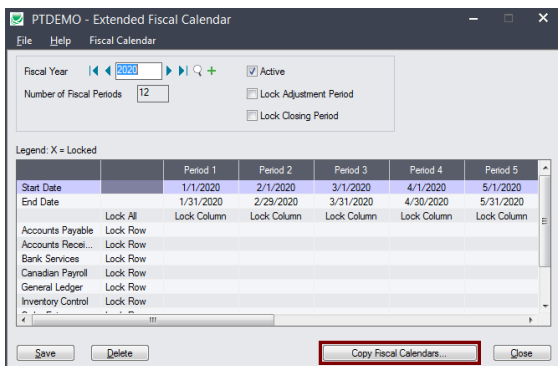 PTDEMO - Extended Fiscal Calendar
File Help Fiscal Calendar
Fiscal Year 2020 Active
Number of Fiscal Periods 12 Lock Adjustment Period
Lock Closing Period
Legend: X = Locked
Period 1 Period 2 Period 3 Period 4 Period 5
Start Date 1/1/2020 2/1/2020 3/1/2020 4/1/2020 5/1/2020
End Date 1/31/2020 2/29/2020 3/31/2020 4/30/2020 5/31/2020
Lock All Lock Column Lock Column Lock Column Lock Column Lock Column
Accounts Payable Lock Row
Accounts Recei... Lock Row
Bank Services Lock Row
Canadian Payroll Lock Row
General Ledger Lock Row
Inventory Control Lock Row
Save Delete Copy Fiscal Calendars... Close